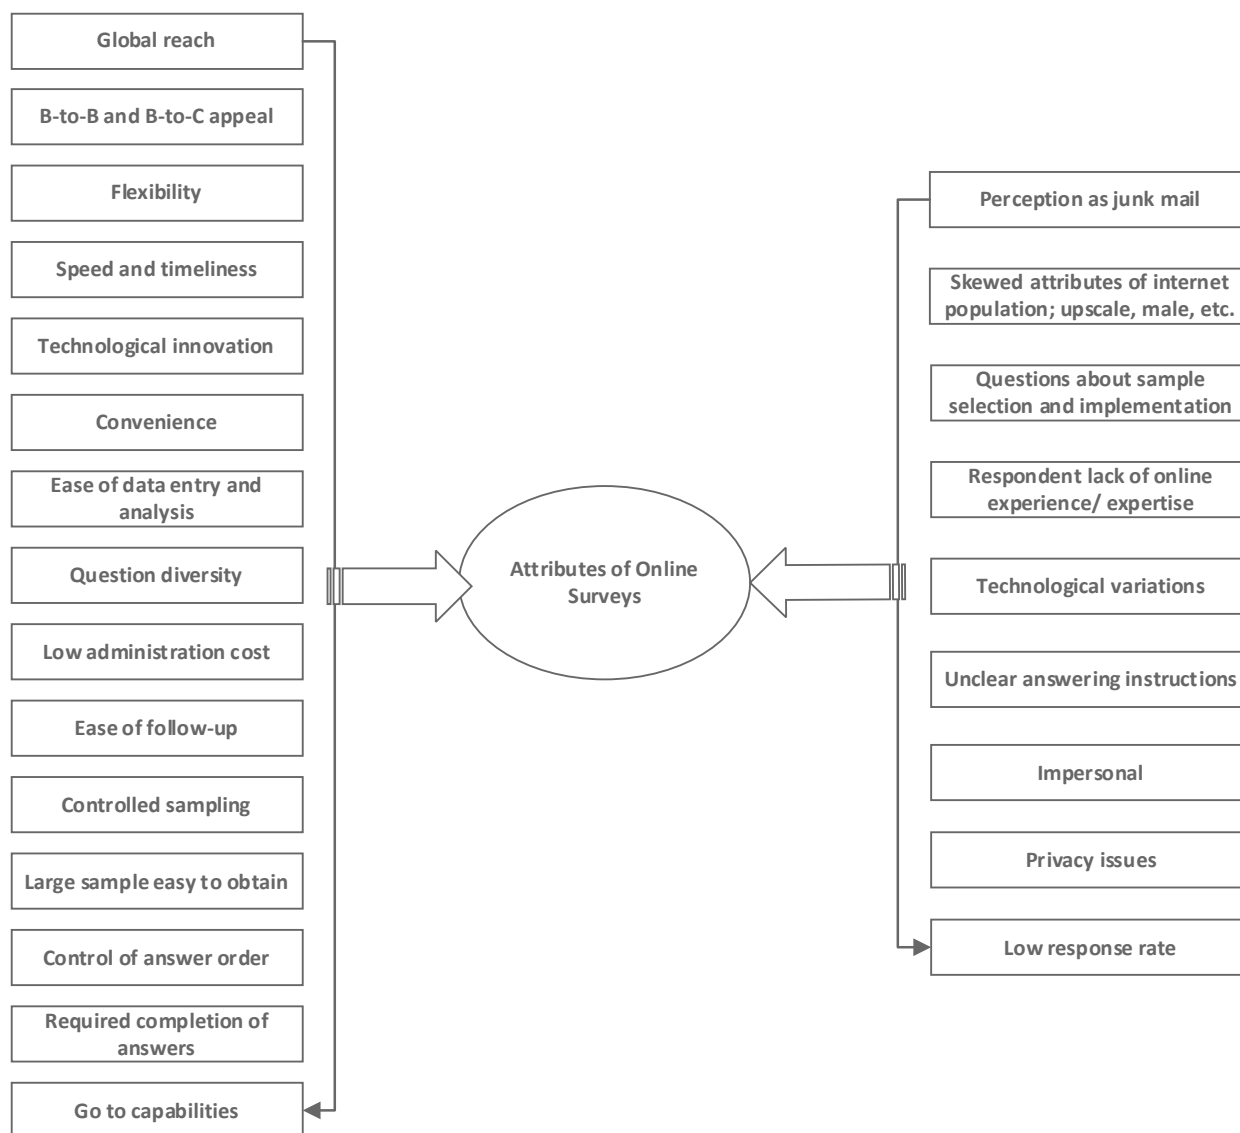 Global reach
B-to-B and B-to-C appeal
Flexibility
Speed and timeliness
Technological innovation
Convenience
Ease of data entry and
analysis
Question diversity
Low administration cost
Ease of follow-up
Controlled sampling
Large sample easy to obtain
Control of answer order
Required completion of
answers
Go to capabilities
Attributes of Online
Surveys
Perception as junk mail
Skewed attributes of internet
population; upscale, male, etc.
Questions about sample
selection and implementation
Respondent lack of online
experience/ expertise
Technological variations
Unclear answering instructions
Impersonal
Privacy issues
Low response rate